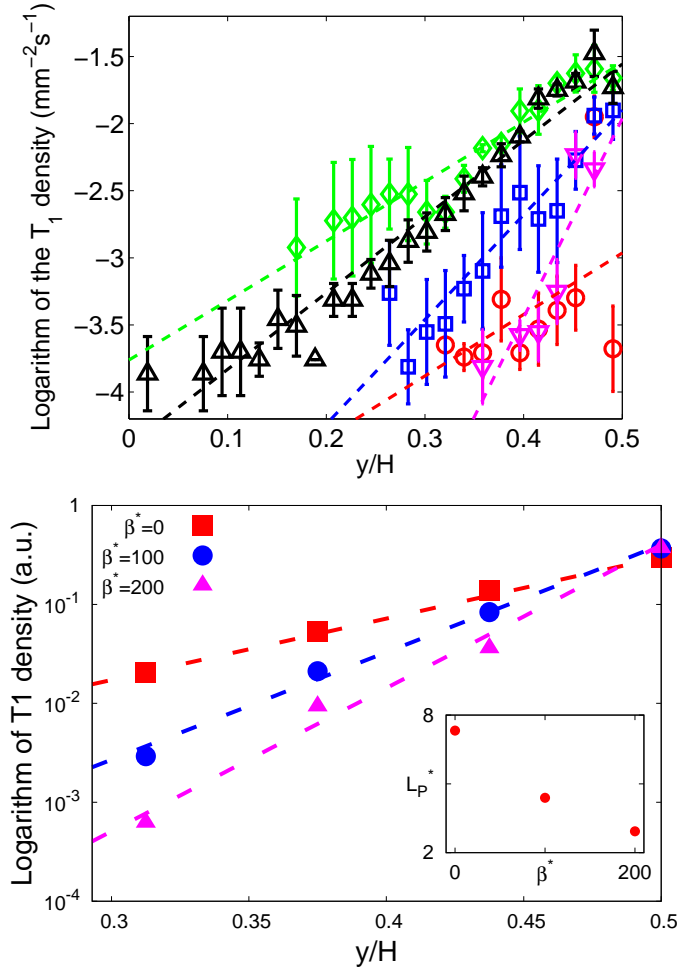 Logarithm of the T₁ density (mm⁻²s⁻¹)
-1.5
-2
-2.5
-3
-3.5
-4
0
0.1
0.2
0.3
0.4
0.5
y/H
Logarithm of T1 density (a.u.)
1
10⁻¹
10⁻²
10⁻³
10⁻⁴
β*=0
β*=100
β*=200
8
L_P*
2
0
β*
200
0.3
0.35
0.4
0.45
0.5
y/H